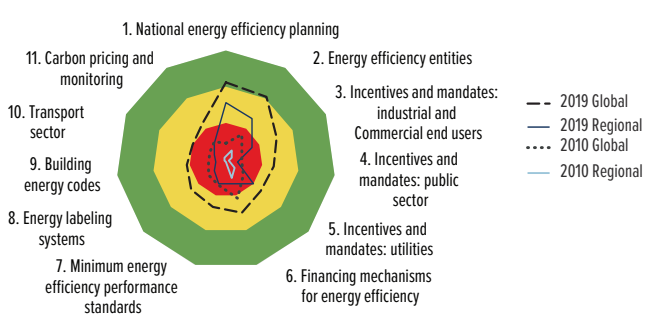 1. National energy efficiency planning
2. Energy efficiency entities
3. Incentives and mandates:
industrial and
Commercial end users
4. Incentives and
mandates: public
sector
5. Incentives and
mandates: utilities
6. Financing mechanisms
for energy efficiency
7. Minimum energy
efficiency performance
standards
8. Energy labeling
systems
9. Building
energy codes
10. Transport
sector
11. Carbon pricing and
monitoring
2019 Global
2019 Regional
2010 Global
2010 Regional